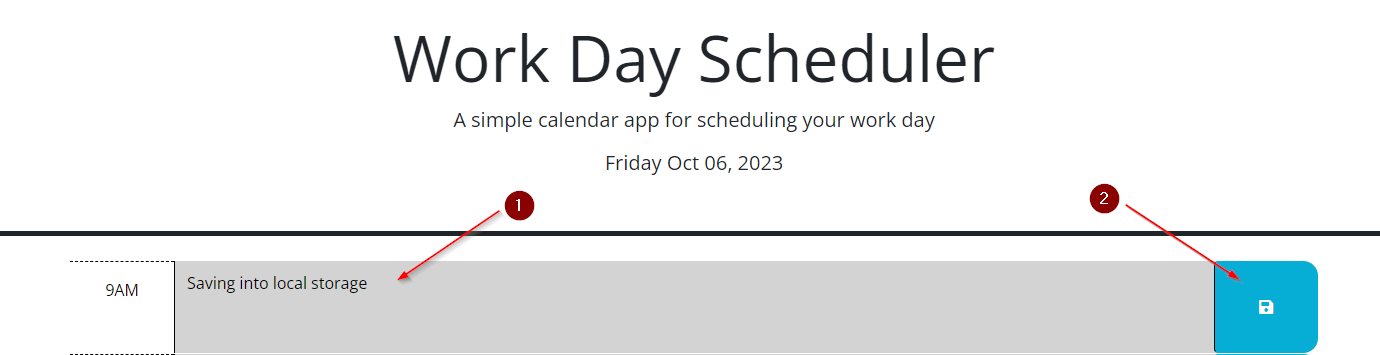 Work Day Scheduler
A simple calendar app for scheduling your work day
Friday Oct 06, 2023
1
2
9AM
Saving into local storage